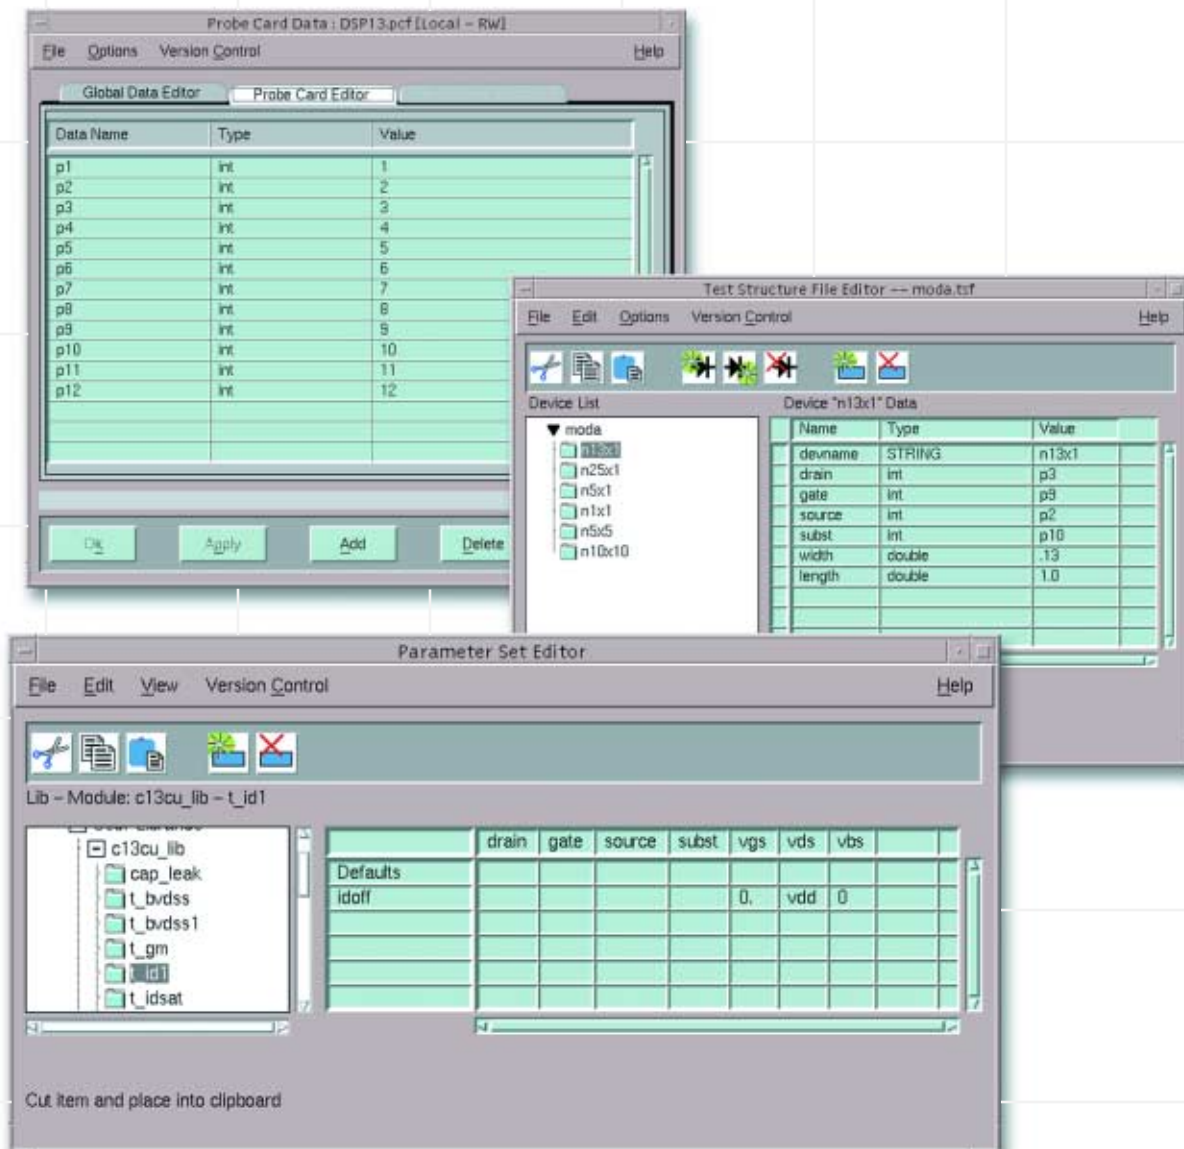 Probe Card Data : DSP13.pcf [Local – RW]
File Options Version Control Help
Global Data Editor Probe Card Editor
Data Name Type Value
p1 int 1
p2 int 2
p3 int 3
p4 int 4
p5 int 5
p6 int 6
p7 int 7
p8 int 8
p9 int 9
p10 int 10
p11 int 11
p12 int 12
Ok Apply Add Delete
Test Structure File Editor –– moda.tsf
File Edit Options Version Control Help
Device List
moda
n13x1
n25x1
n5x1
n1x1
n5x5
n10x10
Device "n13x1" Data
Name Type Value
devname STRING n13x1
drain int p3
gate int p9
source int p2
subst int p10
width double .13
length double 1.0
Parameter Set Editor
File Edit View Version Control Help
Lib – Module: c13cu_lib – t_id1
c13cu_lib
cap_leak
t_bvdss
t_bvdss1
t_gm
t_id1
t_idsat
drain gate source subst vgs vds vbs
Defaults
idoff 0. vdd 0
Cut item and place into clipboard